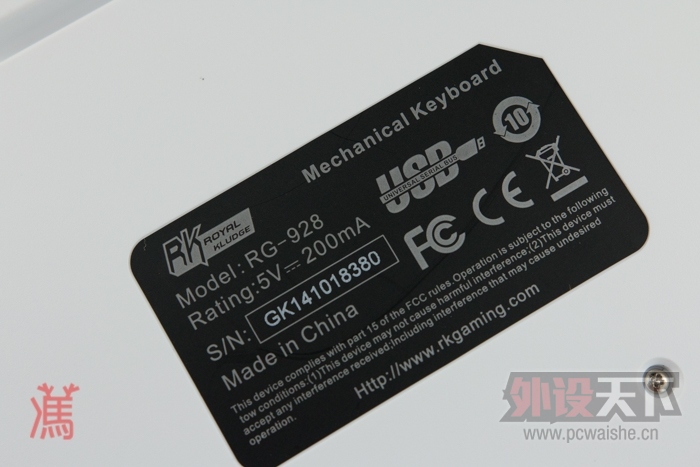 Mechanical Keyboard
10
USB
UNIVERSAL SERIAL BUS
RK ROYAL KLUDGE
Model: RG-928
Rating:5V⎓200mA
S/N: GK141018380
Made in China
FC CE
This device complies with part 15 of the FCC rules.Operation is subject to the following
tow conditions:(1)This device may not cause harmful interference;(2)This device must
accept any interference received;including interference that may cause undesired
operation.
Http://www.rkgaming.com
外设天下
www.pcwaishe.cn